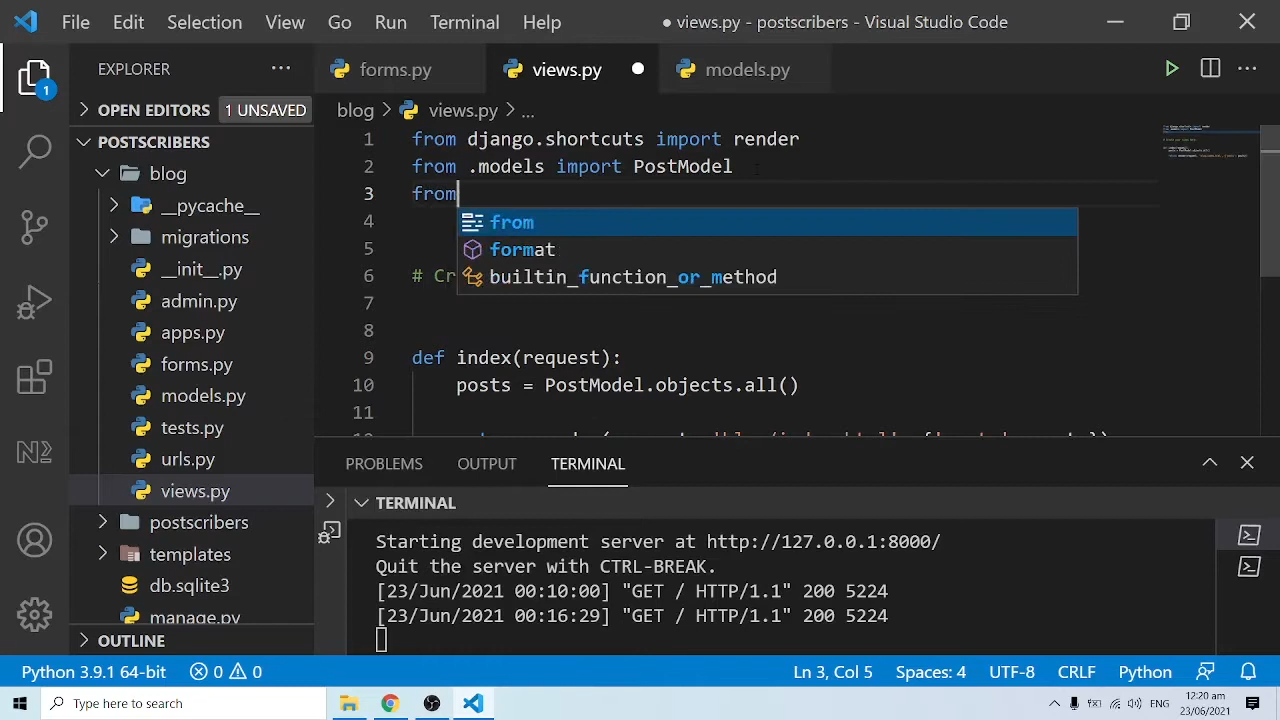 File Edit Selection View Go Run Terminal Help ● views.py - postscribers - Visual Studio Code
EXPLORER ...
forms.py views.py ● models.py ...
1
OPEN EDITORS 1 UNSAVED
blog > views.py > ...
POSTSCRIBERS
blog
__pycache__
migrations
__init__.py
admin.py
apps.py
forms.py
models.py
tests.py
urls.py
views.py
postscribers
templates
db.sqlite3
manage.py
OUTLINE
1 from django.shortcuts import render
2 from .models import PostModel
3 from
from
4
format
5
builtin_function_or_method
6 # Cr
7
8
9 def index(request):
10 posts = PostModel.objects.all()
11
PROBLEMS OUTPUT TERMINAL
TERMINAL
Starting development server at http://127.0.0.1:8000/
Quit the server with CTRL-BREAK.
[23/Jun/2021 00:10:00] "GET / HTTP/1.1" 200 5224
[23/Jun/2021 00:16:29] "GET / HTTP/1.1" 200 5224
Python 3.9.1 64-bit 0 0 Ln 3, Col 5 Spaces: 4 UTF-8 CRLF Python
Type here to search
12:20 am
23/06/2021